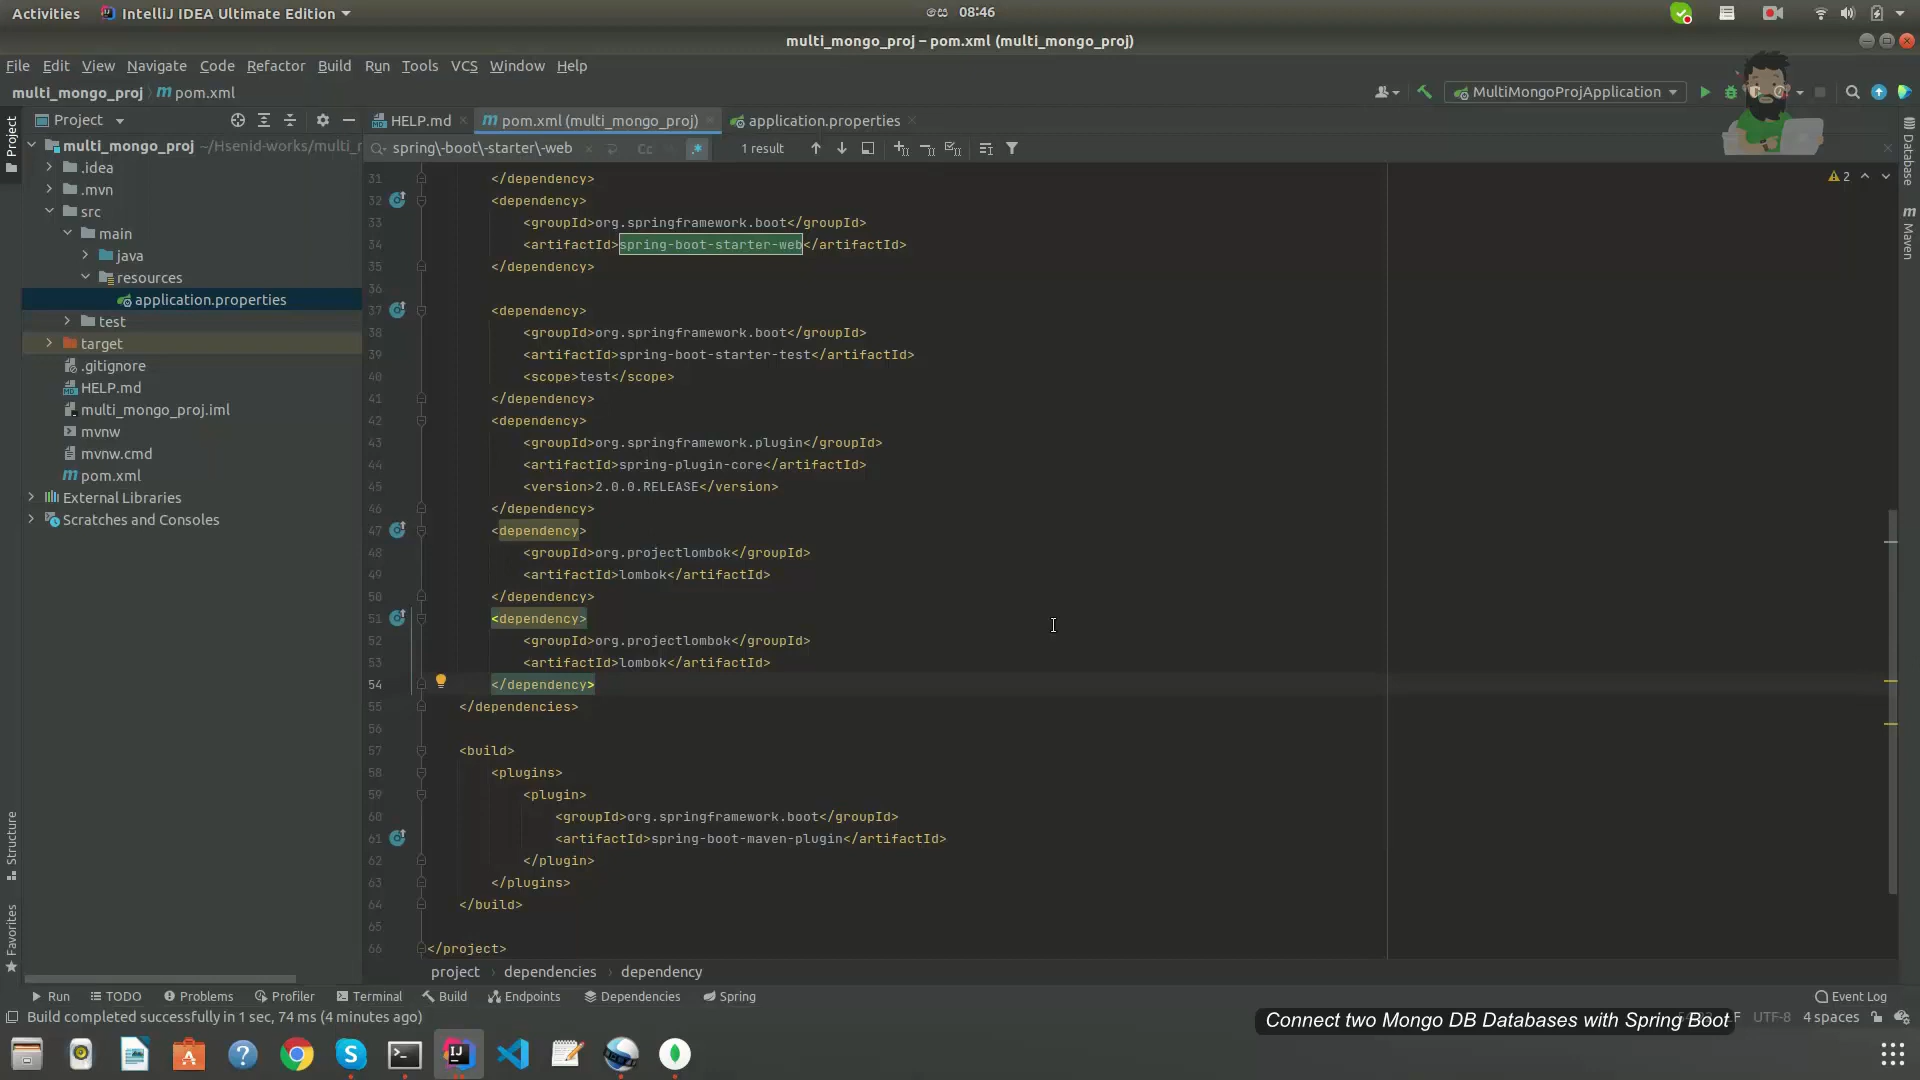 Activities IntelliJ IDEA Ultimate Edition සෙ 08:46
multi_mongo_proj – pom.xml (multi_mongo_proj)
File Edit View Navigate Code Refactor Build Run Tools VCS Window Help
multi_mongo_proj pom.xml MultiMongoProjApplication
Project HELP.md pom.xml (multi_mongo_proj) application.properties
spring\-boot\-starter\-web Cc .* 1 result
2
multi_mongo_proj ~/Hsenid-works/multi_
.idea
.mvn
src
main
java
resources
application.properties
test
target
.gitignore
HELP.md
multi_mongo_proj.iml
mvnw
mvnw.cmd
pom.xml
External Libraries
Scratches and Consoles
31 </dependency>
32 <dependency>
33 <groupId>org.springframework.boot</groupId>
34 <artifactId>spring-boot-starter-web</artifactId>
35 </dependency>
36
37 <dependency>
38 <groupId>org.springframework.boot</groupId>
39 <artifactId>spring-boot-starter-test</artifactId>
40 <scope>test</scope>
41 </dependency>
42 <dependency>
43 <groupId>org.springframework.plugin</groupId>
44 <artifactId>spring-plugin-core</artifactId>
45 <version>2.0.0.RELEASE</version>
46 </dependency>
47 <dependency>
48 <groupId>org.projectlombok</groupId>
49 <artifactId>lombok</artifactId>
50 </dependency>
51 <dependency>
52 <groupId>org.projectlombok</groupId>
53 <artifactId>lombok</artifactId>
54 </dependency>
55 </dependencies>
56
57 <build>
58 <plugins>
59 <plugin>
60 <groupId>org.springframework.boot</groupId>
61 <artifactId>spring-boot-maven-plugin</artifactId>
62 </plugin>
63 </plugins>
64 </build>
65
66 </project>
project dependencies dependency
Project
Structure
Favorites
Database
Maven
Run TODO Problems Profiler Terminal Build Endpoints Dependencies Spring Event Log
Build completed successfully in 1 sec, 74 ms (4 minutes ago) LF UTF-8 4 spaces
Connect two Mongo DB Databases with Spring Boot